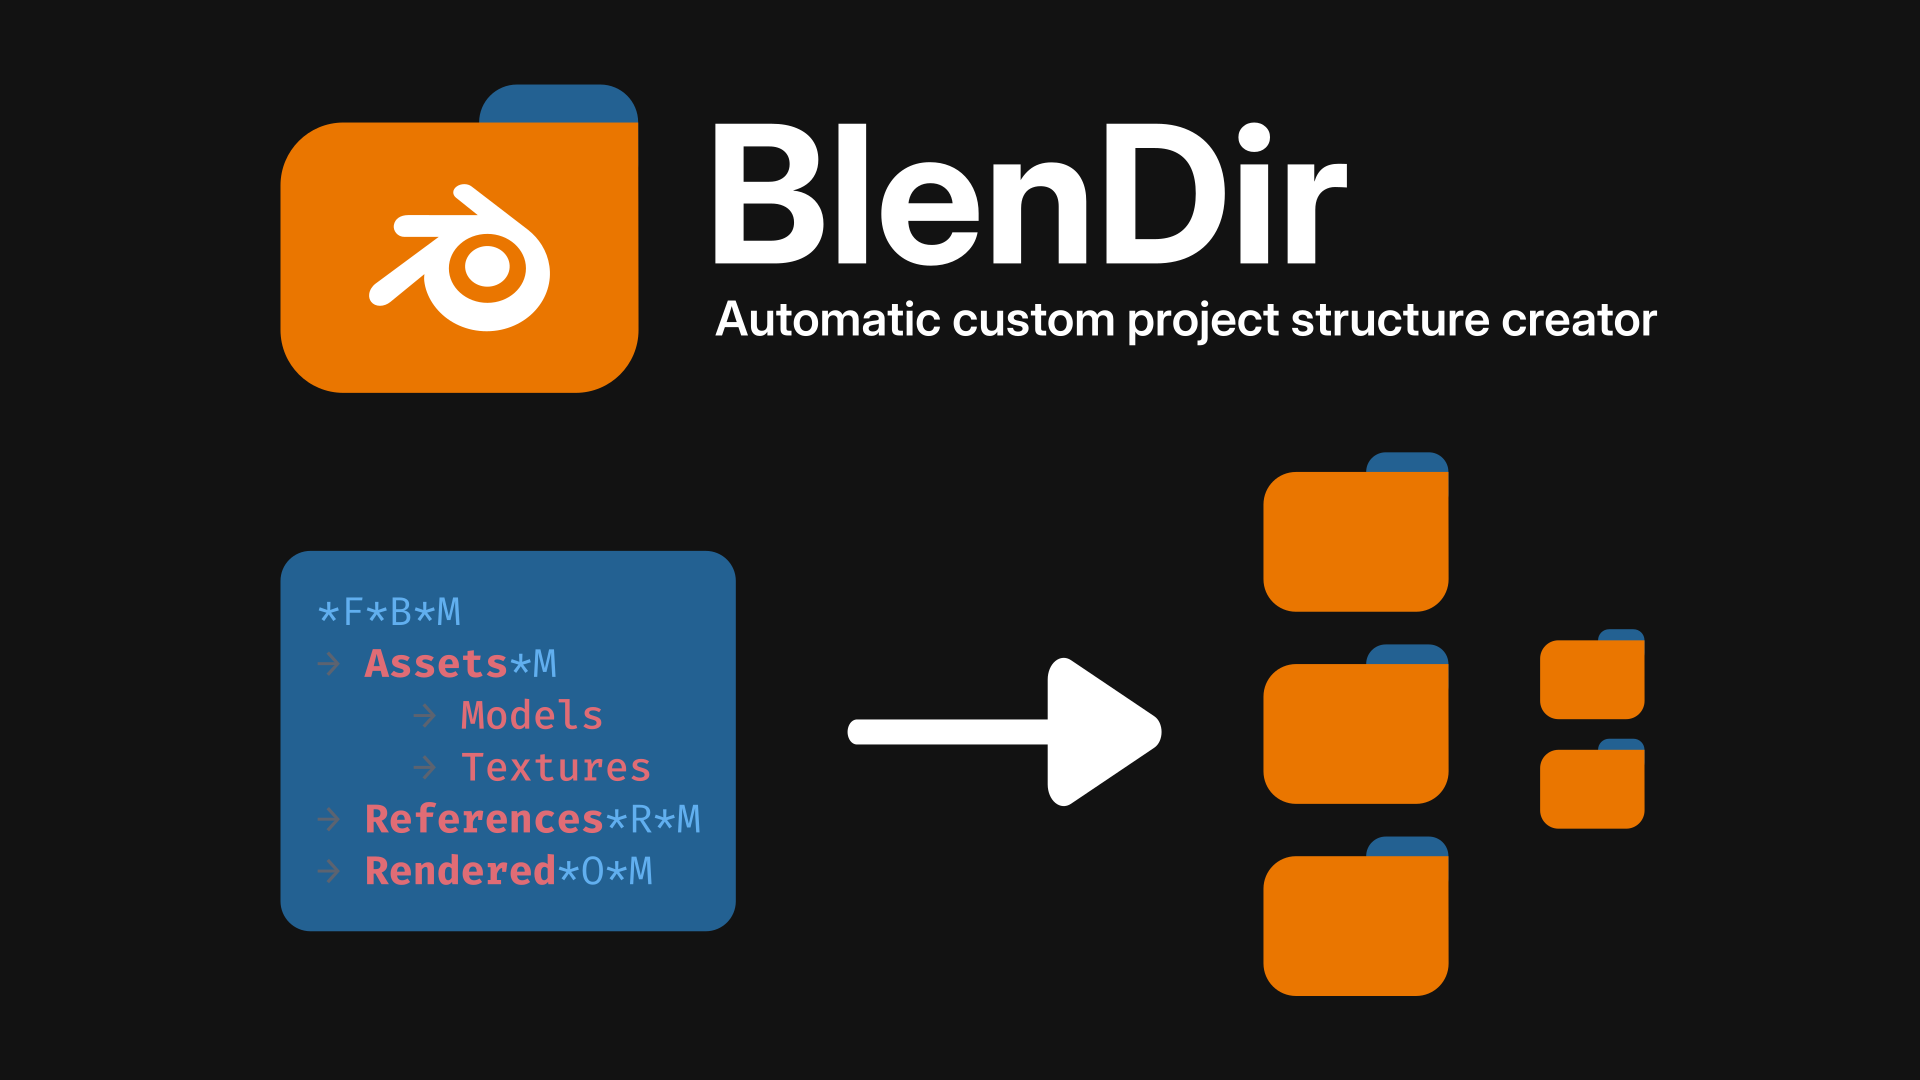 BlenDir
Automatic custom project structure creator
*F*B*M
→ Assets*M
→ Models
→ Textures
→ References*R*M
→ Rendered*O*M